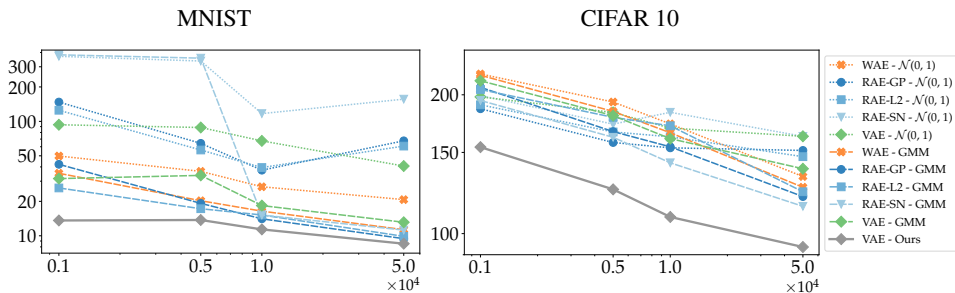 MNIST
CIFAR 10
300
200
100
50
20
10
0.1 0.5 1.0 5.0
×10⁴
200
150
100
0.1 0.5 1.0 5.0
×10⁴
WAE - 𝒩(0, 1)
RAE-GP - 𝒩(0, 1)
RAE-L2 - 𝒩(0, 1)
RAE-SN - 𝒩(0, 1)
VAE - 𝒩(0, 1)
WAE - GMM
RAE-GP - GMM
RAE-L2 - GMM
RAE-SN - GMM
VAE - GMM
VAE - Ours